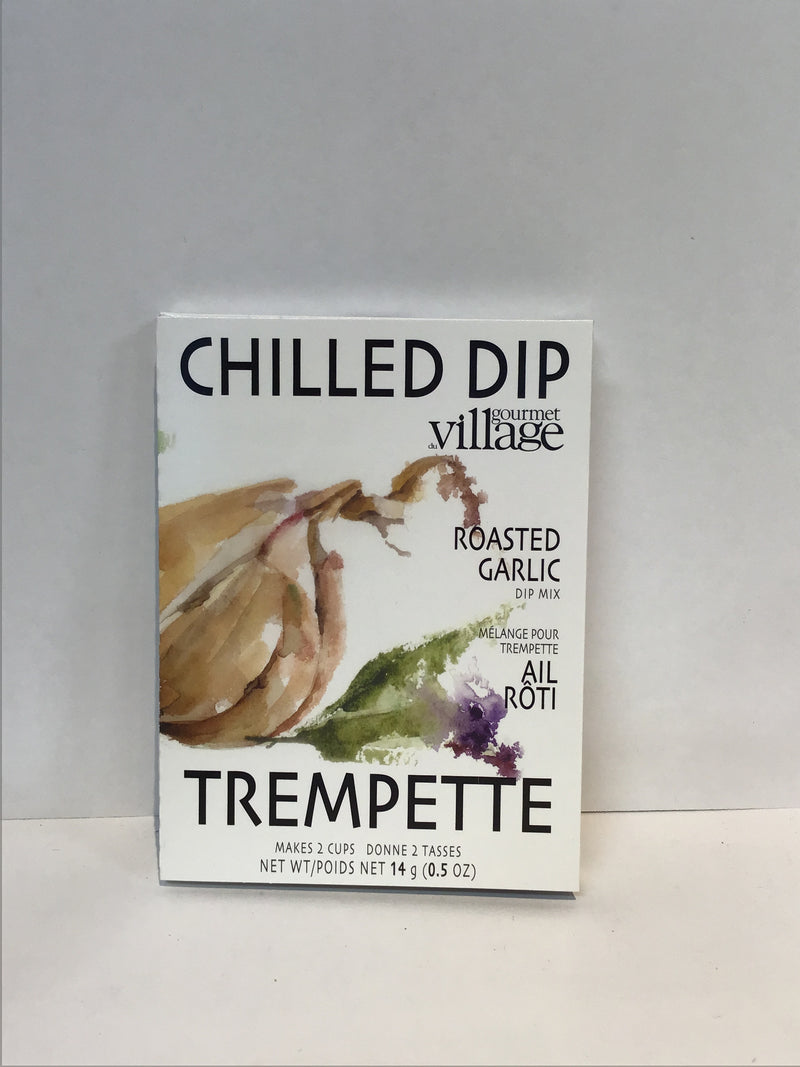 CHILLED DIP
gourmet
du village
ROASTED
GARLIC
DIP MIX
MÉLANGE POUR
TREMPETTE
AIL
RÔTI
TREMPETTE
MAKES 2 CUPS DONNE 2 TASSES
NET WT/POIDS NET 14 g (0.5 OZ)